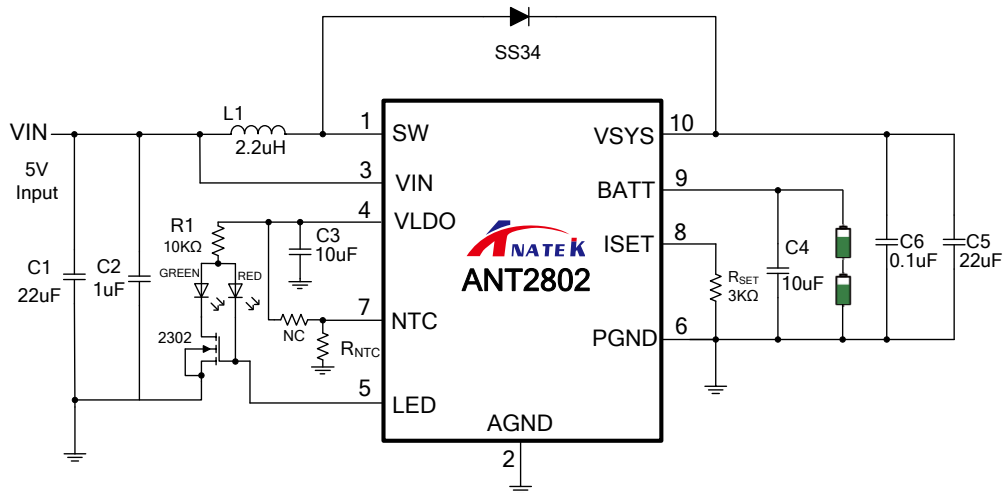 SS34
VIN
5V
Input
L1
2.2uH
C1
22uF
C2
1uF
R1
10KΩ
GREEN
RED
2302
C3
10uF
NC
RNTC
1
SW
3
VIN
4
VLDO
7
NTC
5
LED
ANATEK
ANT2802
AGND
2
VSYS
10
BATT
9
ISET
8
PGND
6
RSET
3KΩ
C4
10uF
C6
0.1uF
C5
22uF